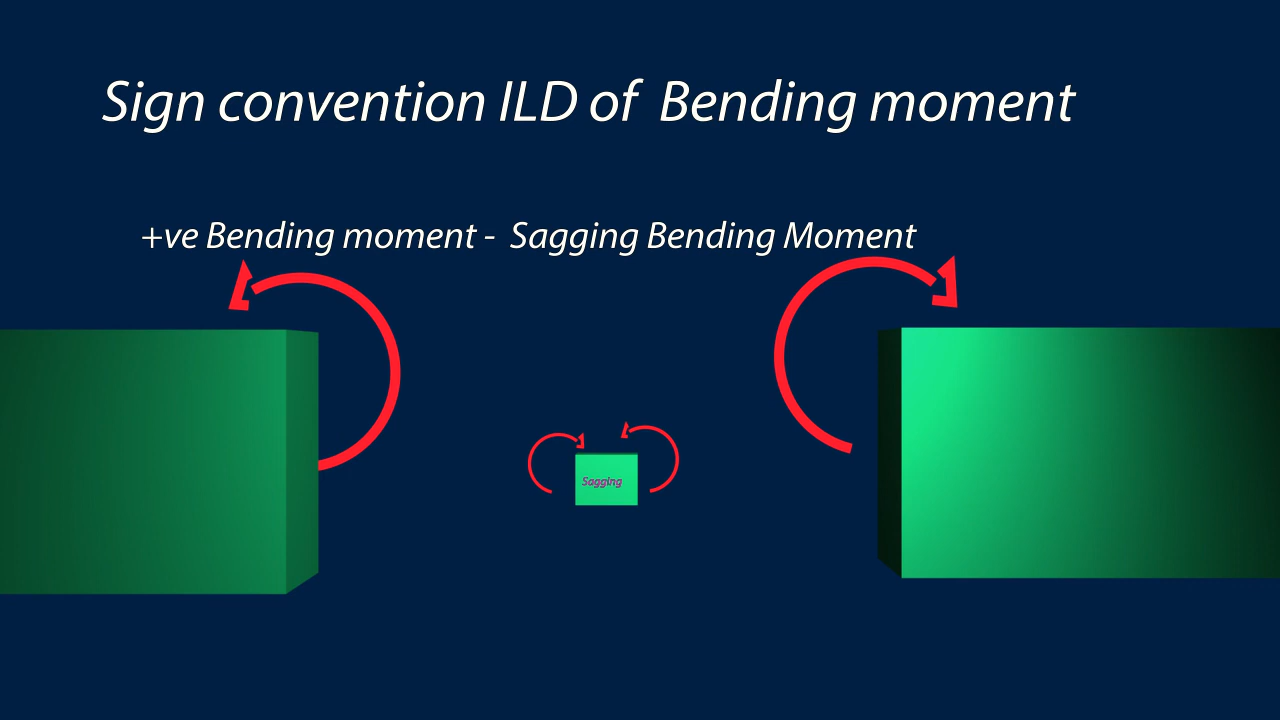 Sign convention ILD of Bending moment
+ve Bending moment - Sagging Bending Moment
Sagging